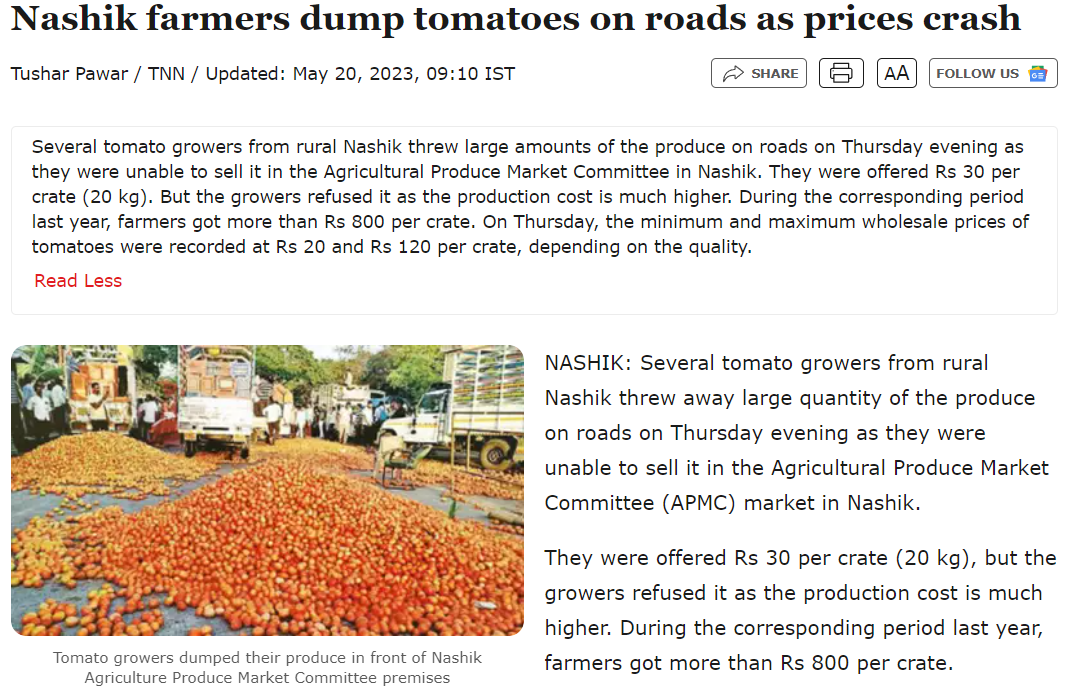 Nashik farmers dump tomatoes on roads as prices crash
Tushar Pawar / TNN / Updated: May 20, 2023, 09:10 IST
SHARE
AA
FOLLOW US
GE
Several tomato growers from rural Nashik threw large amounts of the produce on roads on Thursday evening as
they were unable to sell it in the Agricultural Produce Market Committee in Nashik. They were offered Rs 30 per
crate (20 kg). But the growers refused it as the production cost is much higher. During the corresponding period
last year, farmers got more than Rs 800 per crate. On Thursday, the minimum and maximum wholesale prices of
tomatoes were recorded at Rs 20 and Rs 120 per crate, depending on the quality.
Read Less
Tomato growers dumped their produce in front of Nashik
Agriculture Produce Market Committee premises
NASHIK: Several tomato growers from rural
Nashik threw away large quantity of the produce
on roads on Thursday evening as they were
unable to sell it in the Agricultural Produce Market
Committee (APMC) market in Nashik.
They were offered Rs 30 per crate (20 kg), but the
growers refused it as the production cost is much
higher. During the corresponding period last year,
farmers got more than Rs 800 per crate.